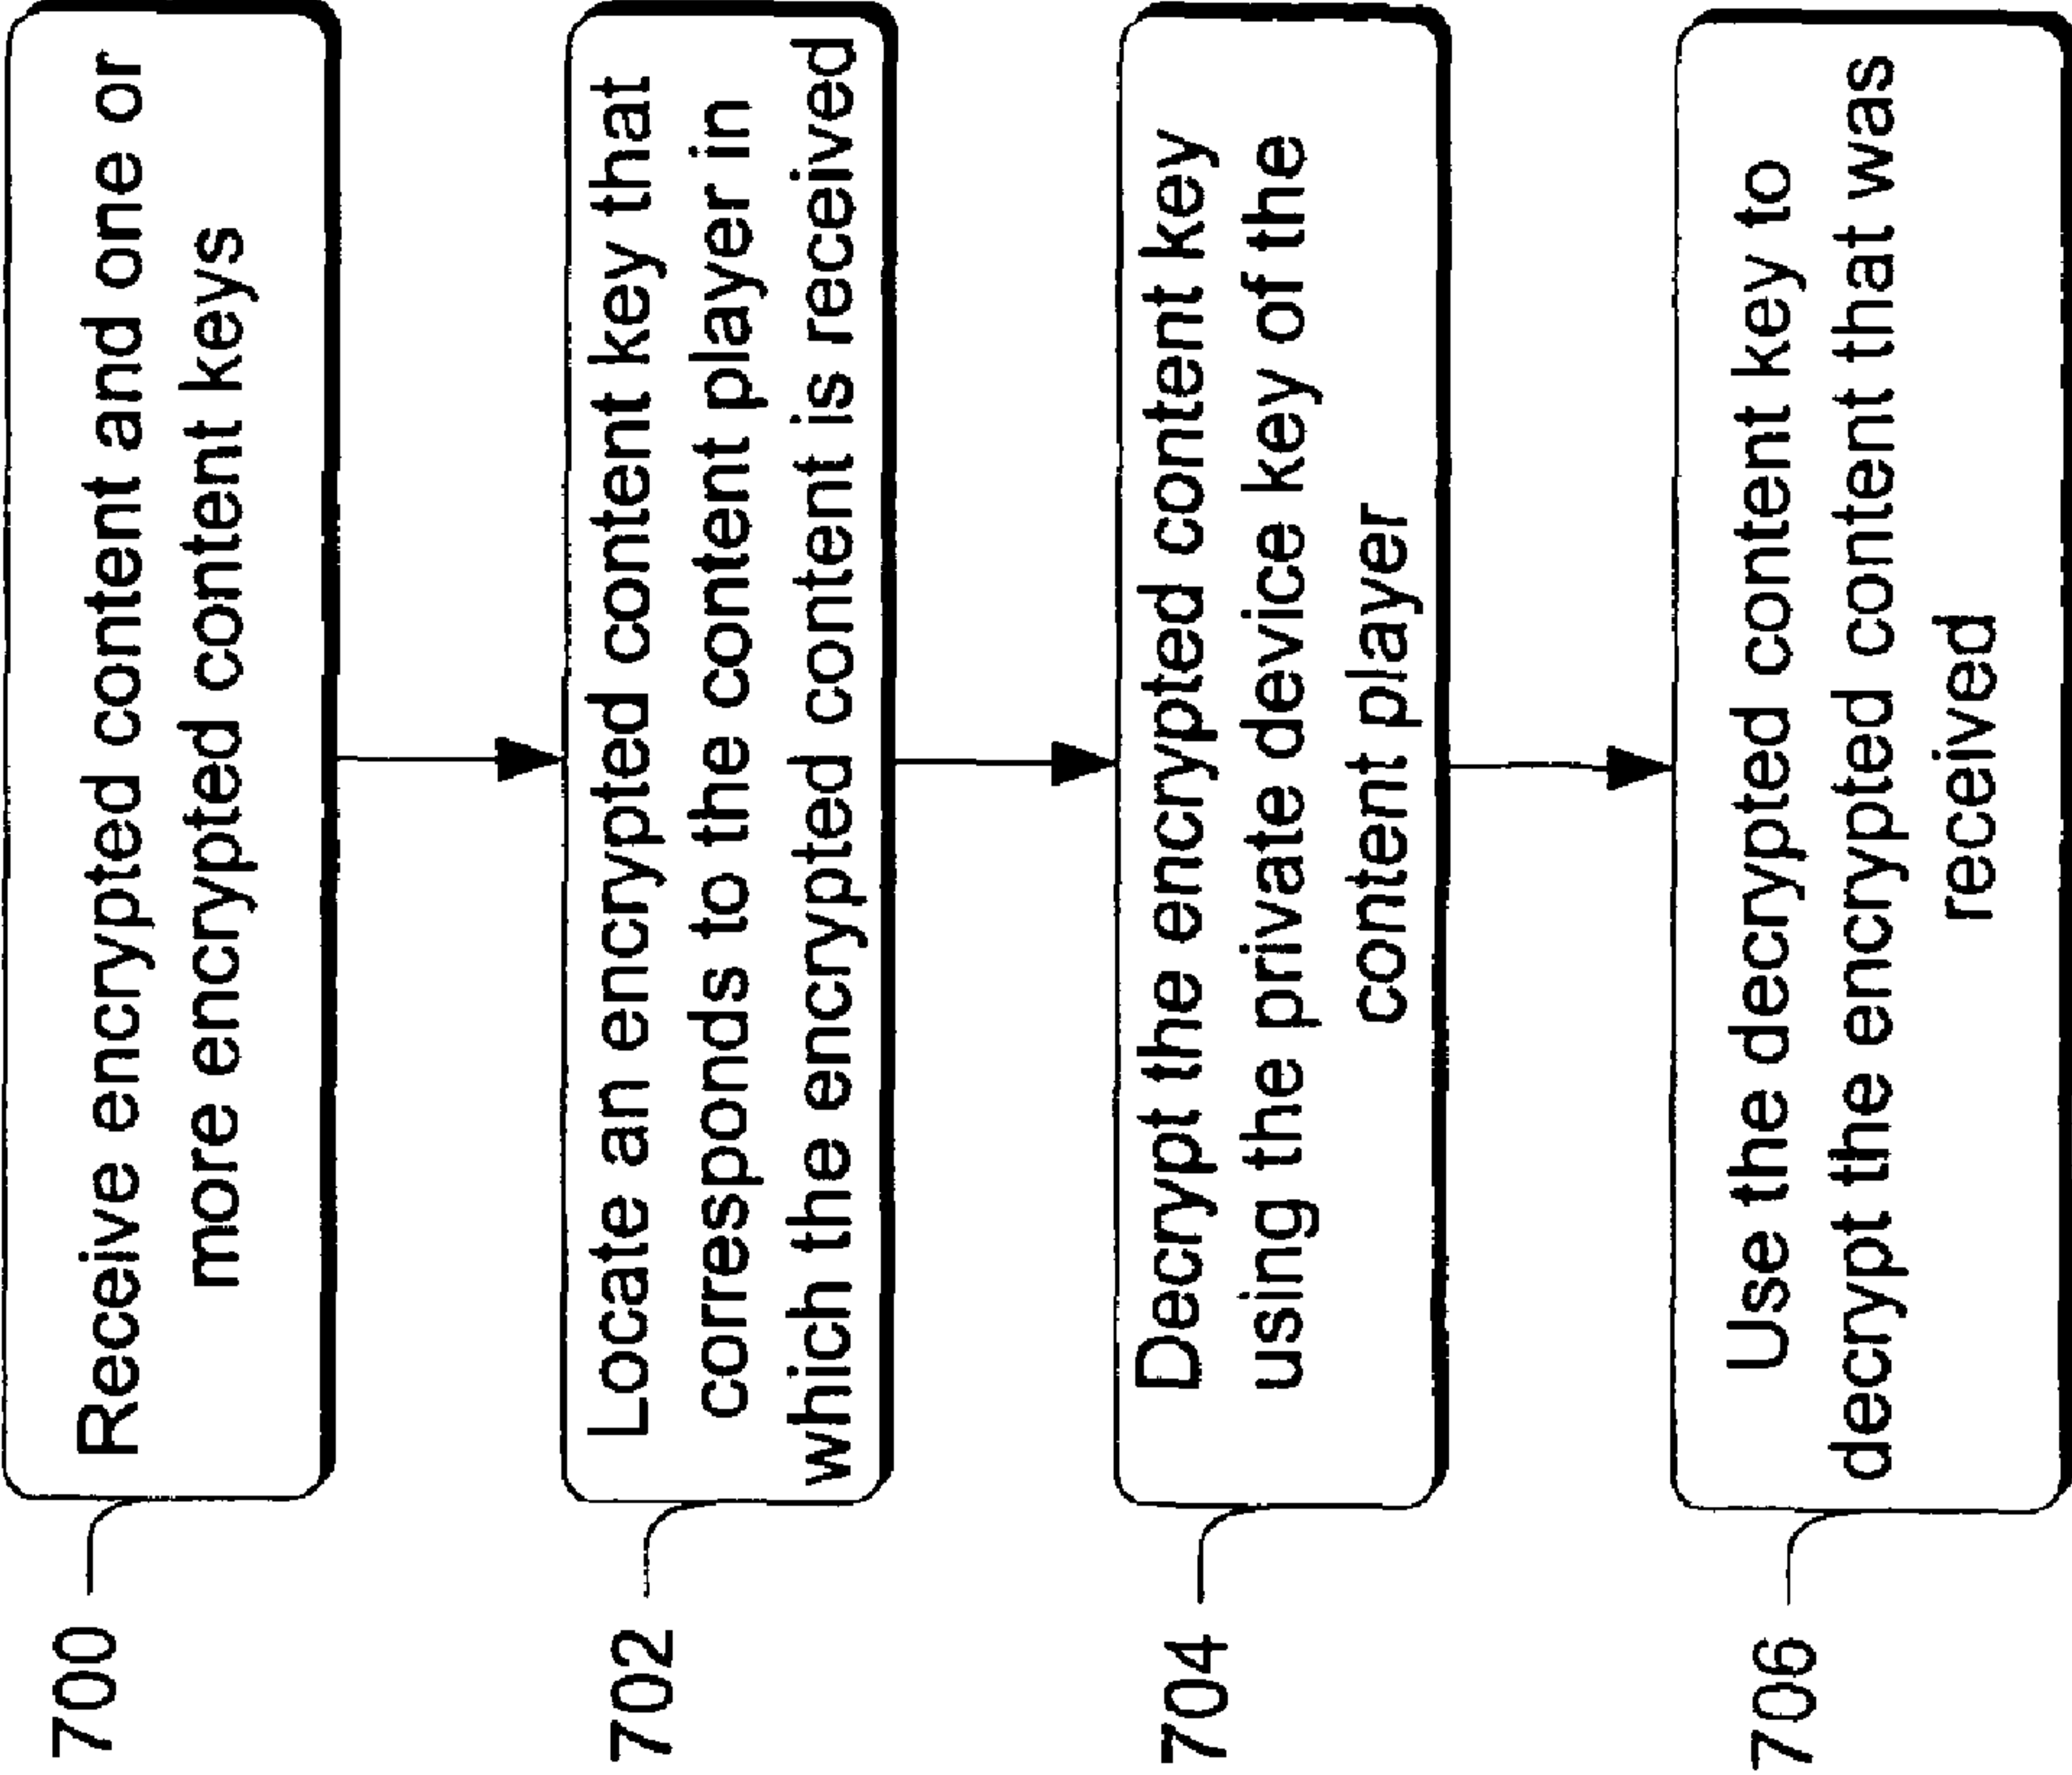 700
Receive encrypted content and one or
more encrypted content keys
702
Locate an encrypted content key that
corresponds to the content player in
which the encrypted content is received
704
Decrypt the encrypted content key
using the private device key of the
content player
706
Use the decrypted content key to
decrypt the encrypted content that was
received